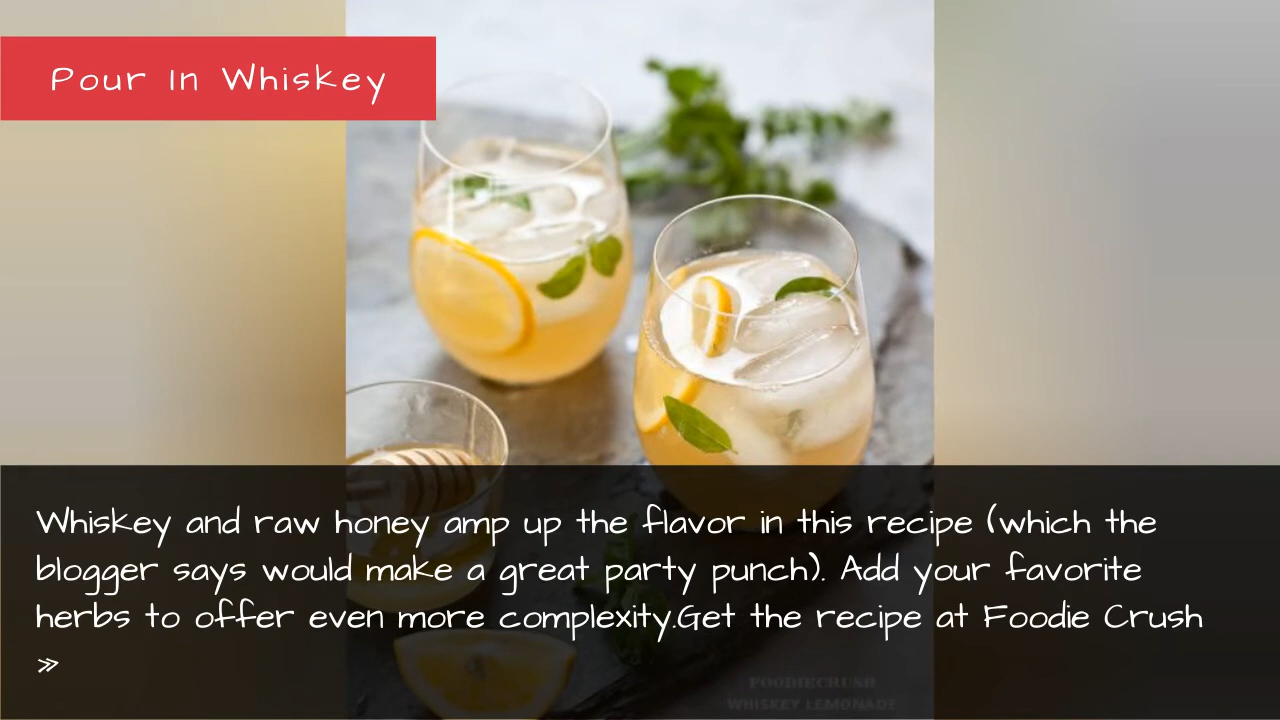 Pour In Whiskey
Whiskey and raw honey amp up the flavor in this recipe (which the
blogger says would make a great party punch). Add your favorite
herbs to offer even more complexity.Get the recipe at Foodie Crush
»
FOODIECRUSH
WHISKEY LEMONADE